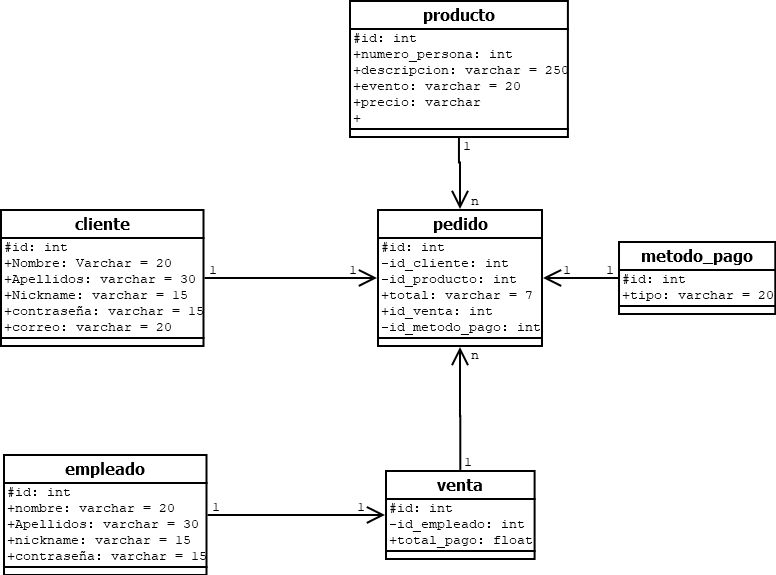 producto
#id: int
+numero_persona: int
+descripcion: varchar = 250
+evento: varchar = 20
+precio: varchar
+
1
n
cliente
#id: int
+Nombre: Varchar = 20
+Apellidos: varchar = 30
+Nickname: varchar = 15
+contraseña: varchar = 15
+correo: varchar = 20
1
1
pedido
#id: int
-id_cliente: int
-id_producto: int
+total: varchar = 7
+id_venta: int
-id_metodo_pago: int
1
1
metodo_pago
#id: int
+tipo: varchar = 20
n
1
empleado
#id: int
+nombre: varchar = 20
+Apellidos: varchar = 30
+nickname: varchar = 15
+contraseña: varchar = 15
1
1
venta
#id: int
-id_empleado: int
+total_pago: float